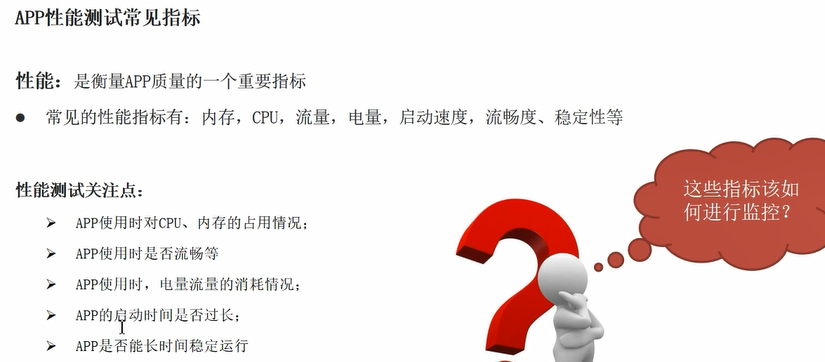 APP性能测试常见指标
性能：是衡量APP质量的一个重要指标
● 常见的性能指标有：内存，CPU，流量，电量，启动速度，流畅度、稳定性等
这些指标该如
何进行监控？
性能测试关注点：
➢ APP使用时对CPU、内存的占用情况；
➢ APP使用时是否流畅等
➢ APP使用时，电量流量的消耗情况；
➢ APP的启动时间是否过长；
➢ APP是否能长时间稳定运行